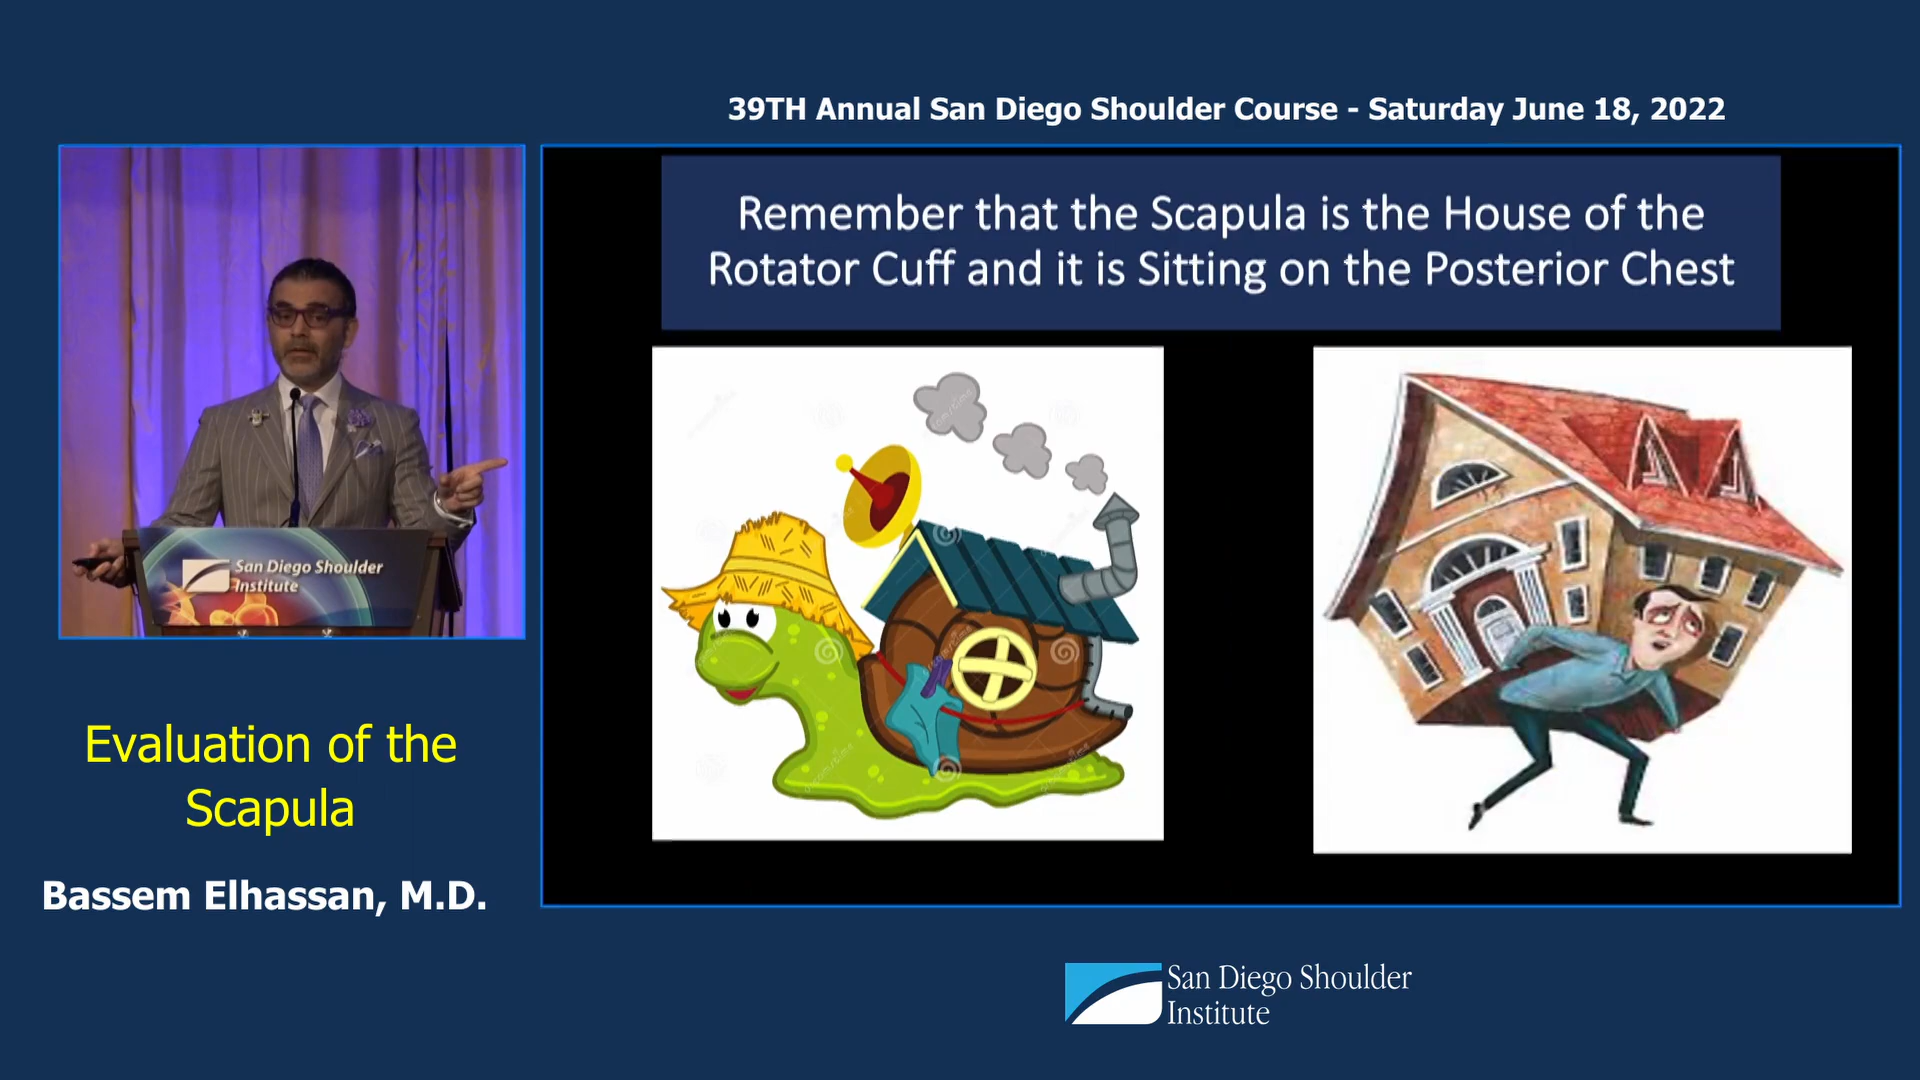 39TH Annual San Diego Shoulder Course - Saturday June 18, 2022
Remember that the Scapula is the House of the
Rotator Cuff and it is Sitting on the Posterior Chest
San Diego Shoulder
Institute
Evaluation of the
Scapula
Bassem Elhassan, M.D.
San Diego Shoulder
Institute